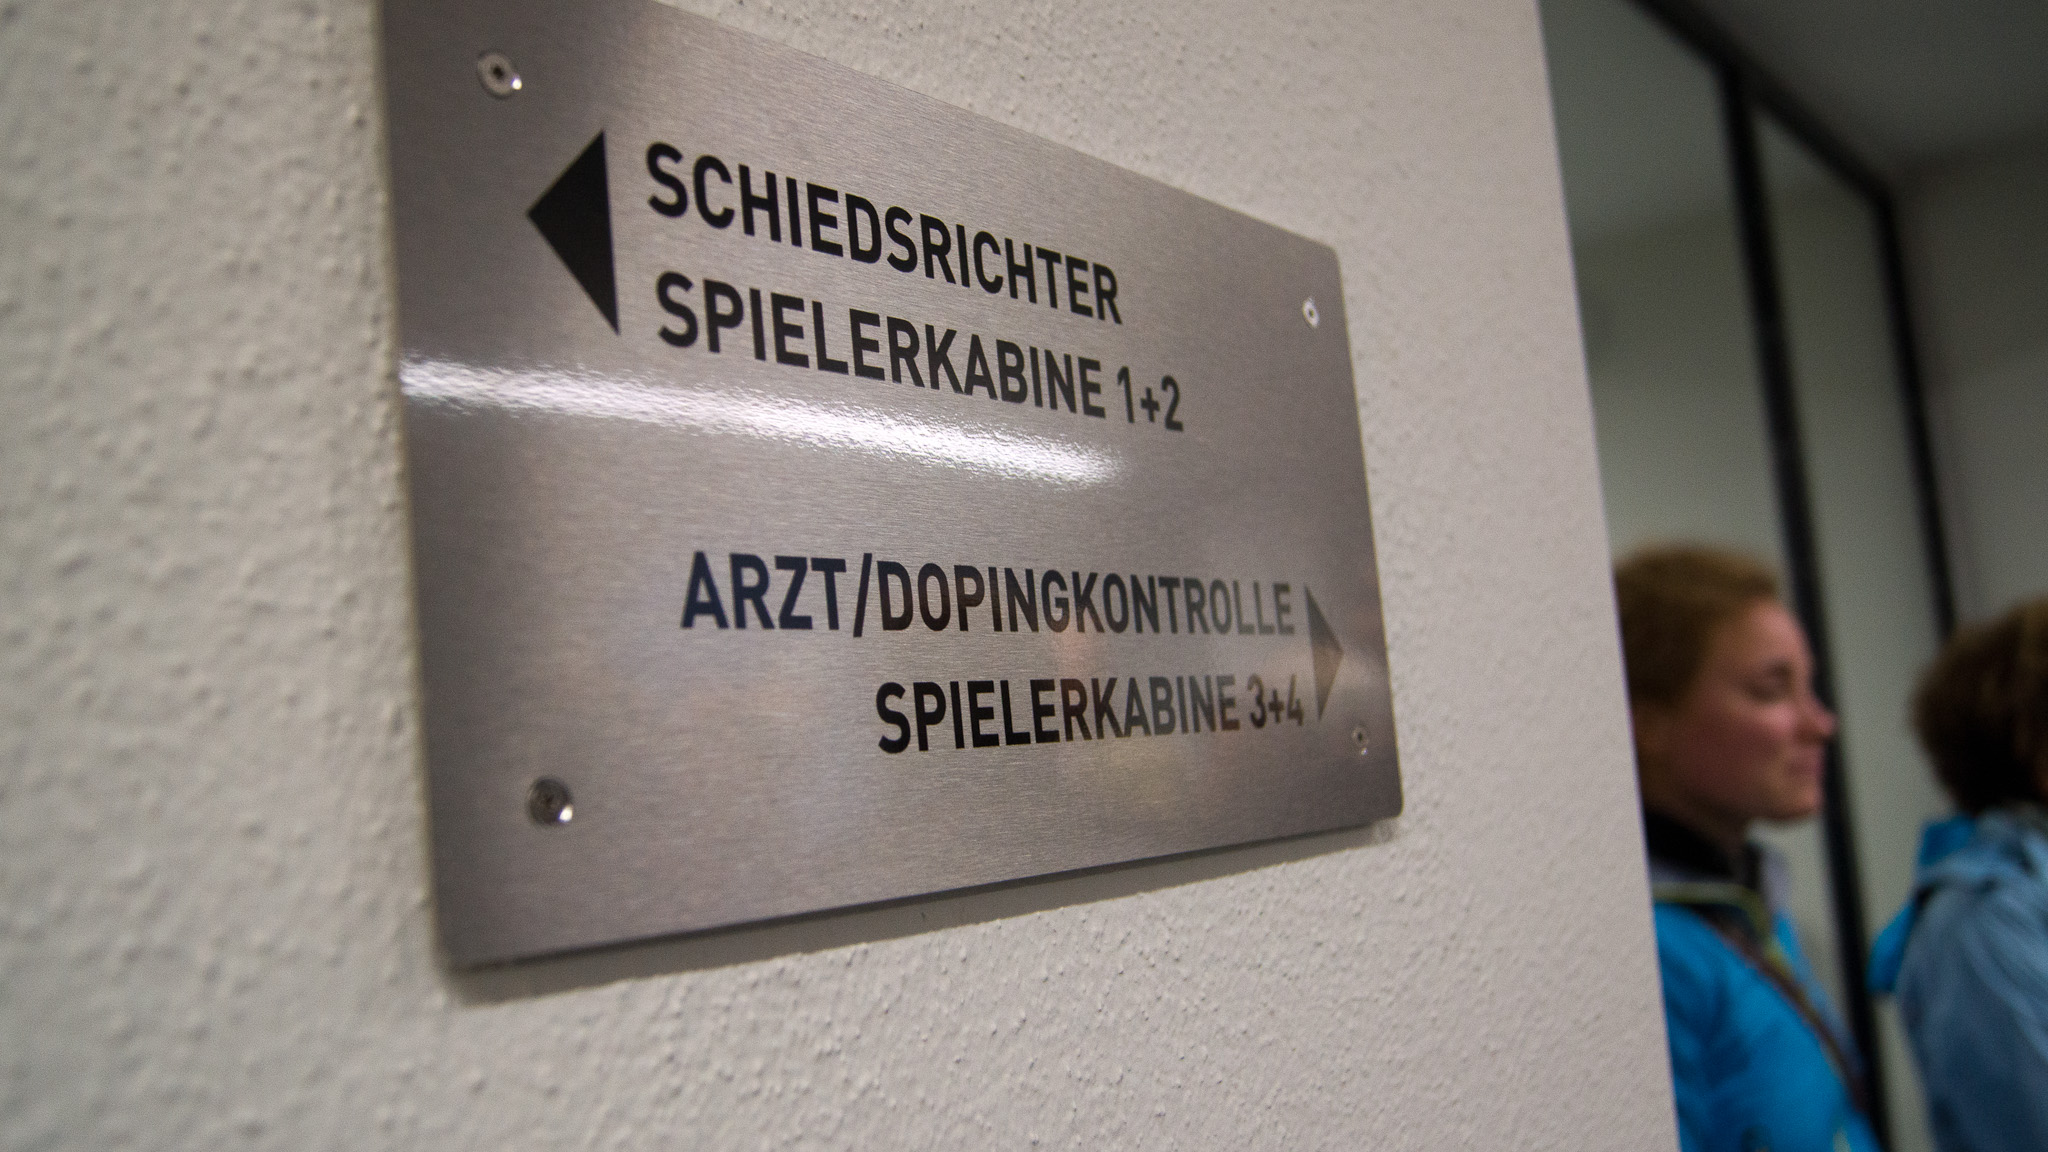 SCHIEDSRICHTER
SPIELERKABINE 1+2
ARZT/DOPINGKONTROLLE
SPIELERKABINE 3+4